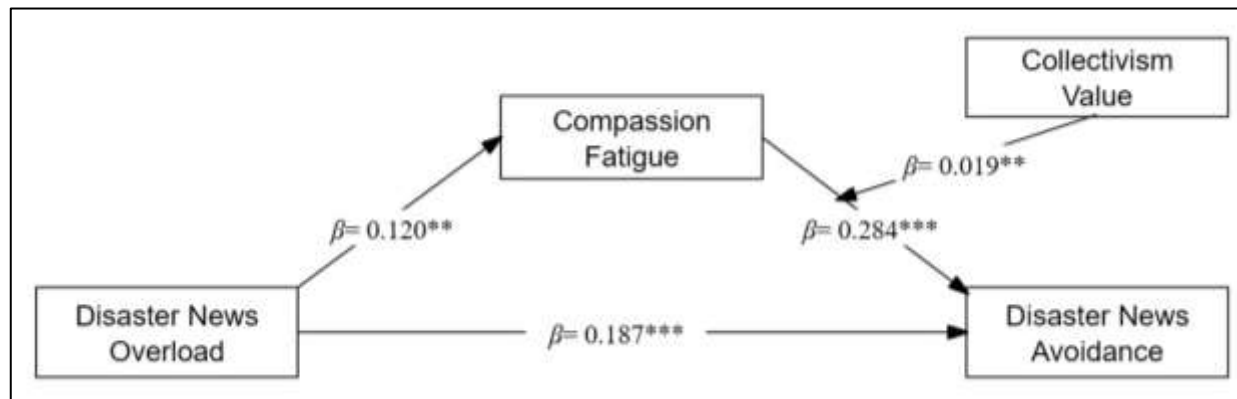 Collectivism
Value
Compassion
Fatigue
β= 0.019**
β= 0.120**
β= 0.284***
Disaster News
Overload
β= 0.187***
Disaster News
Avoidance